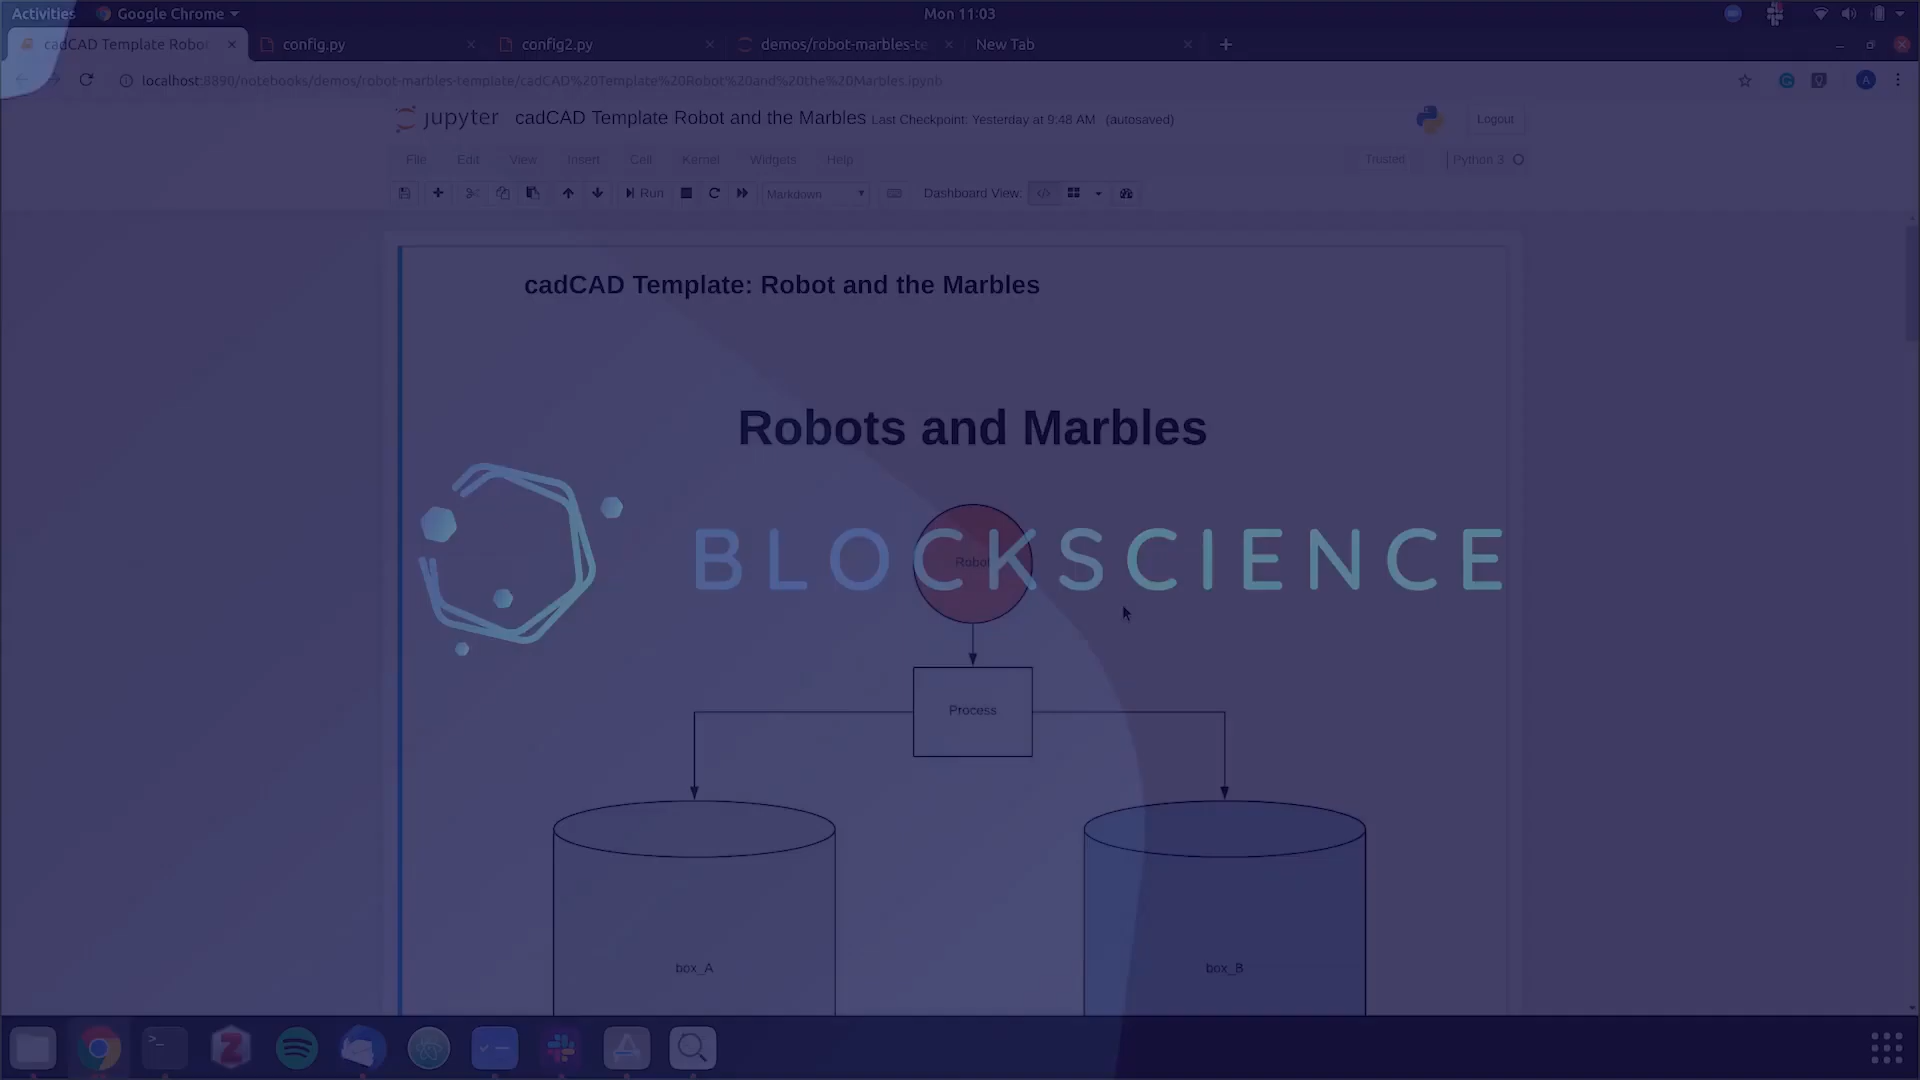 Activities Google Chrome Mon 11:03
cadCAD Template Robot config.py config2.py demos/robot-marbles-te New Tab
localhost:8890/notebooks/demos/robot-marbles-template/cadCAD%20Template%20Robot%20and%20the%20Marbles.ipynb
jupyter cadCAD Template Robot and the Marbles Last Checkpoint: Yesterday at 9:48 AM (autosaved) Logout
File Edit View Insert Cell Kernel Widgets Help Trusted Python 3
Run Markdown Dashboard View:
cadCAD Template: Robot and the Marbles
Robots and Marbles
Robot
BLOCKSCIENCE
Process
box_A box_B